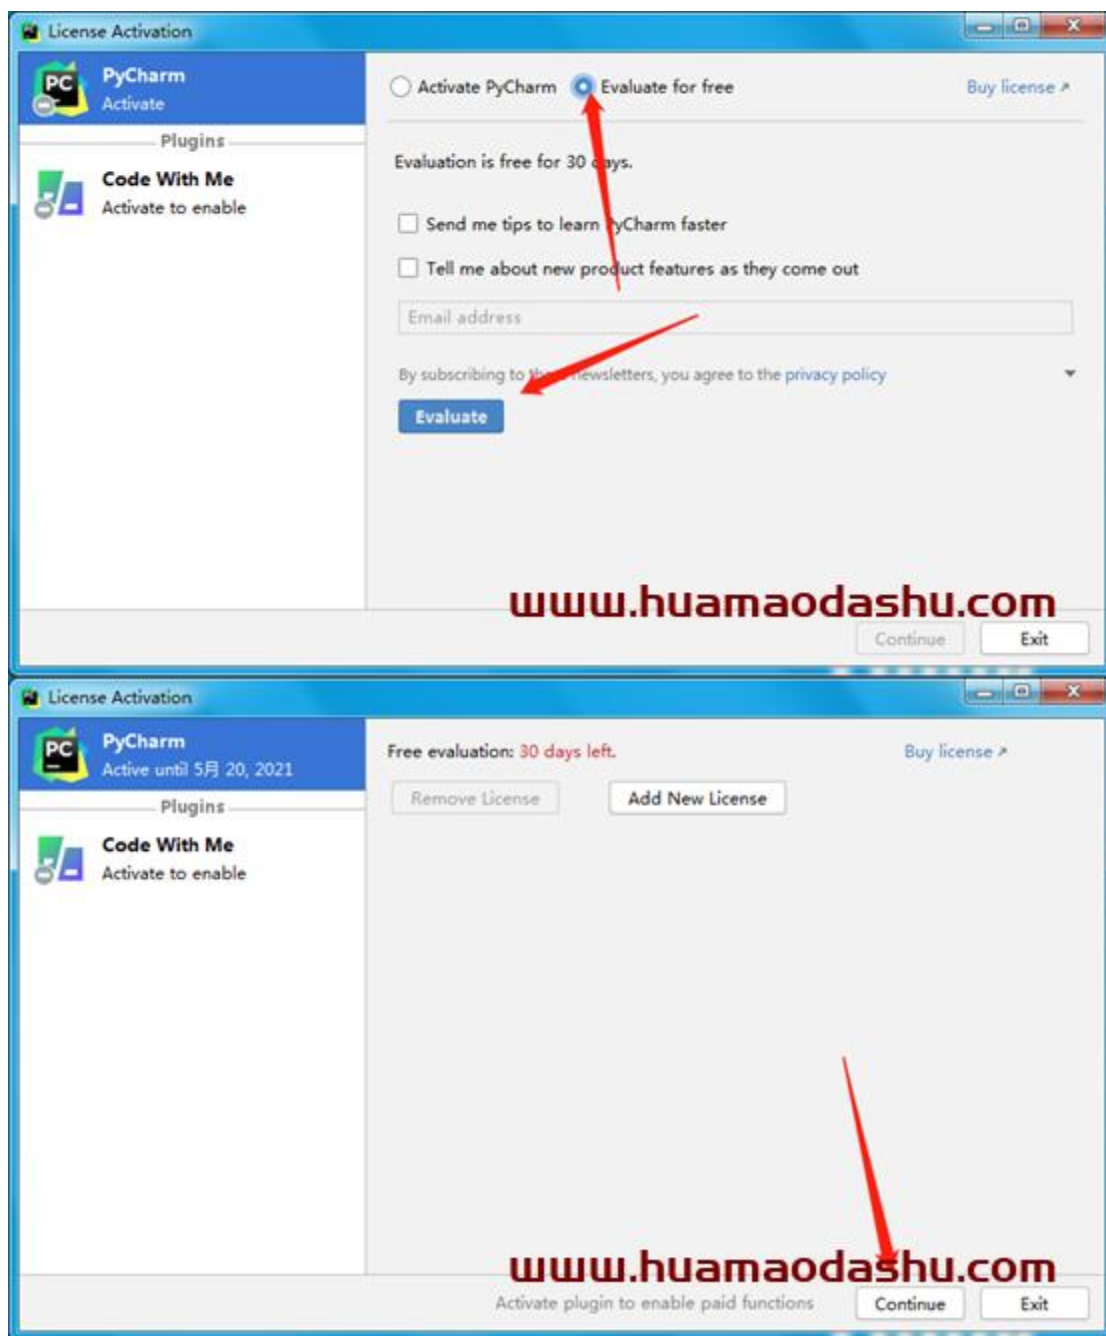 License Activation
PyCharm
Activate
Plugins
Code With Me
Activate to enable
Activate PyCharm Evaluate for free Buy license
Evaluation is free for 30 days.
Send me tips to learn PyCharm faster
Tell me about new product features as they come out
Email address
By subscribing to these newsletters, you agree to the privacy policy
Evaluate
www.huamaodashu.com
Continue Exit
License Activation
PyCharm
Active until 5月 20, 2021
Plugins
Code With Me
Activate to enable
Free evaluation: 30 days left. Buy license
Remove License Add New License
www.huamaodashu.com
Activate plugin to enable paid functions Continue Exit